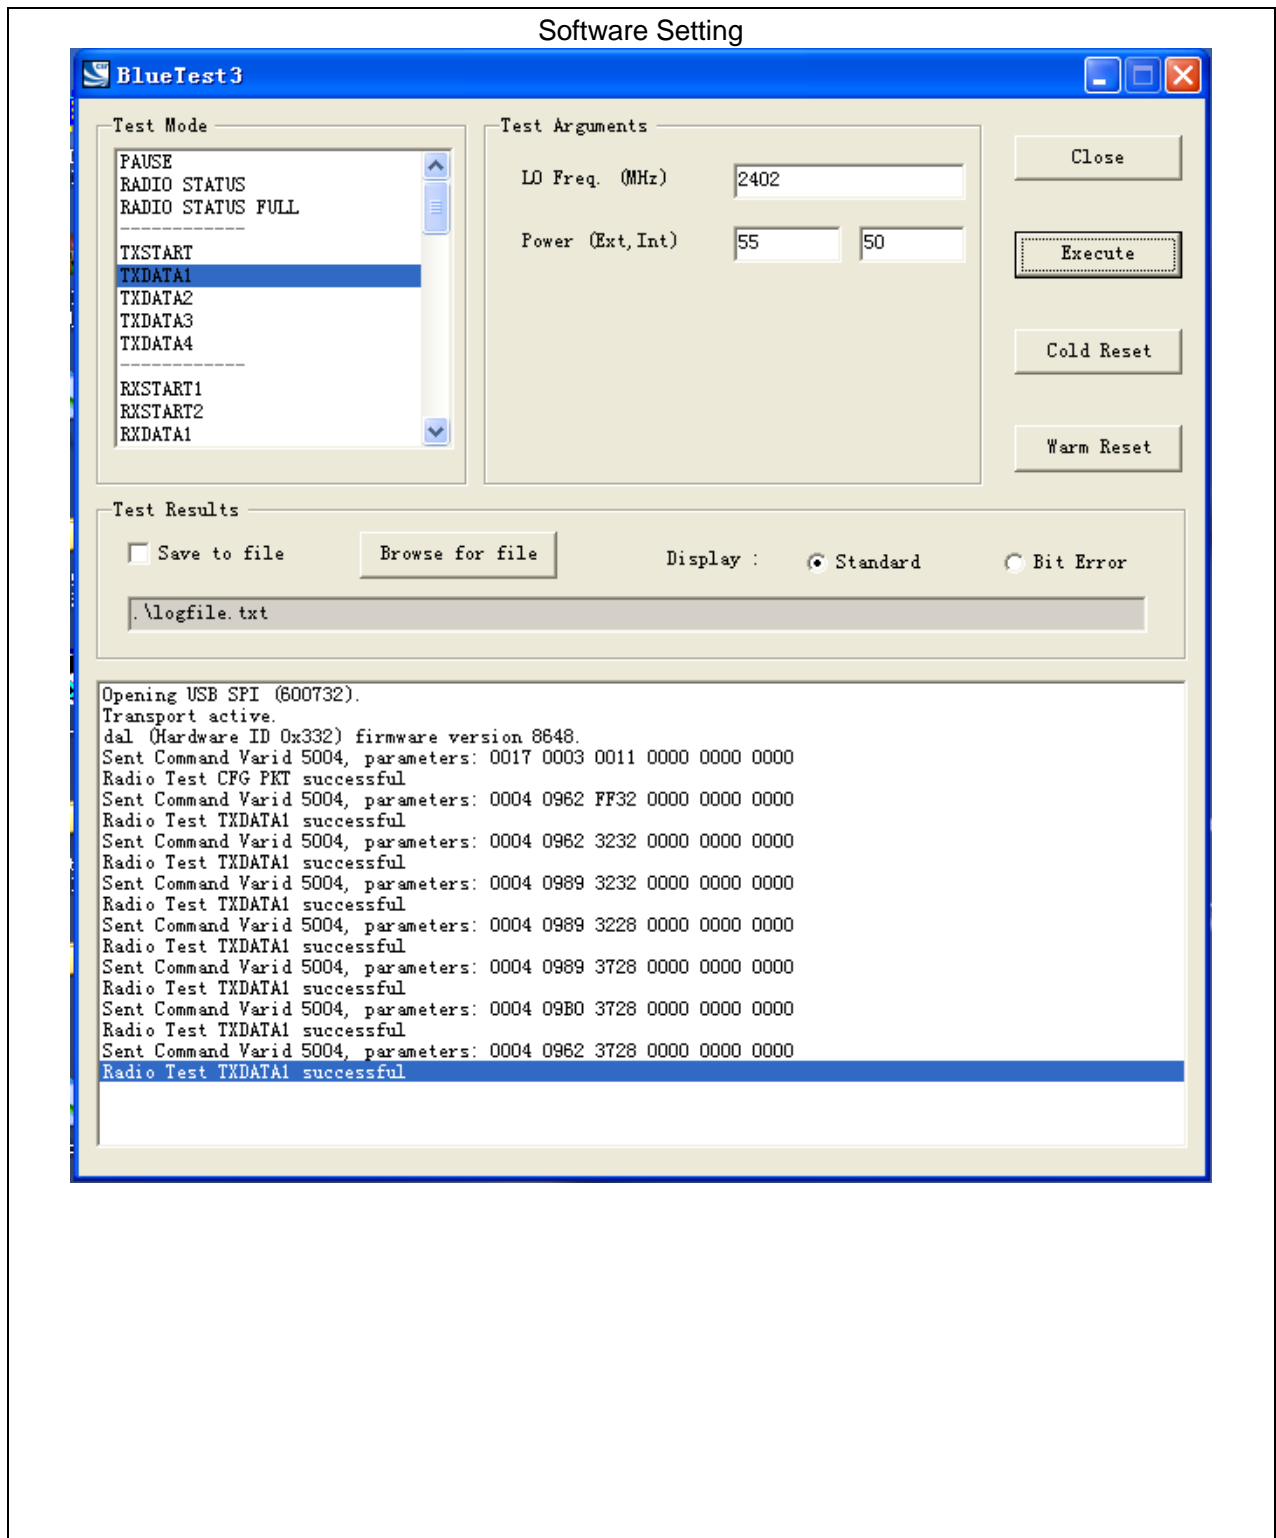 Software Setting
BlueTest3
Test Mode
PAUSE
RADIO STATUS
RADIO STATUS FULL
------------
TXSTART
TXDATA1
TXDATA2
TXDATA3
TXDATA4
------------
RXSTART1
RXSTART2
RXDATA1
Test Arguments
LO Freq. (MHz) 2402
Power (Ext,Int) 55 50
Close
Execute
Cold Reset
Warm Reset
Test Results
Save to file Browse for file Display : Standard Bit Error
.\logfile.txt
Opening USB SPI (600732).
Transport active.
dal (Hardware ID 0x332) firmware version 8648.
Sent Command Varid 5004, parameters: 0017 0003 0011 0000 0000 0000
Radio Test CFG PKT successful
Sent Command Varid 5004, parameters: 0004 0962 FF32 0000 0000 0000
Radio Test TXDATA1 successful
Sent Command Varid 5004, parameters: 0004 0962 3232 0000 0000 0000
Radio Test TXDATA1 successful
Sent Command Varid 5004, parameters: 0004 0989 3232 0000 0000 0000
Radio Test TXDATA1 successful
Sent Command Varid 5004, parameters: 0004 0989 3228 0000 0000 0000
Radio Test TXDATA1 successful
Sent Command Varid 5004, parameters: 0004 0989 3728 0000 0000 0000
Radio Test TXDATA1 successful
Sent Command Varid 5004, parameters: 0004 09B0 3728 0000 0000 0000
Radio Test TXDATA1 successful
Sent Command Varid 5004, parameters: 0004 0962 3728 0000 0000 0000
Radio Test TXDATA1 successful